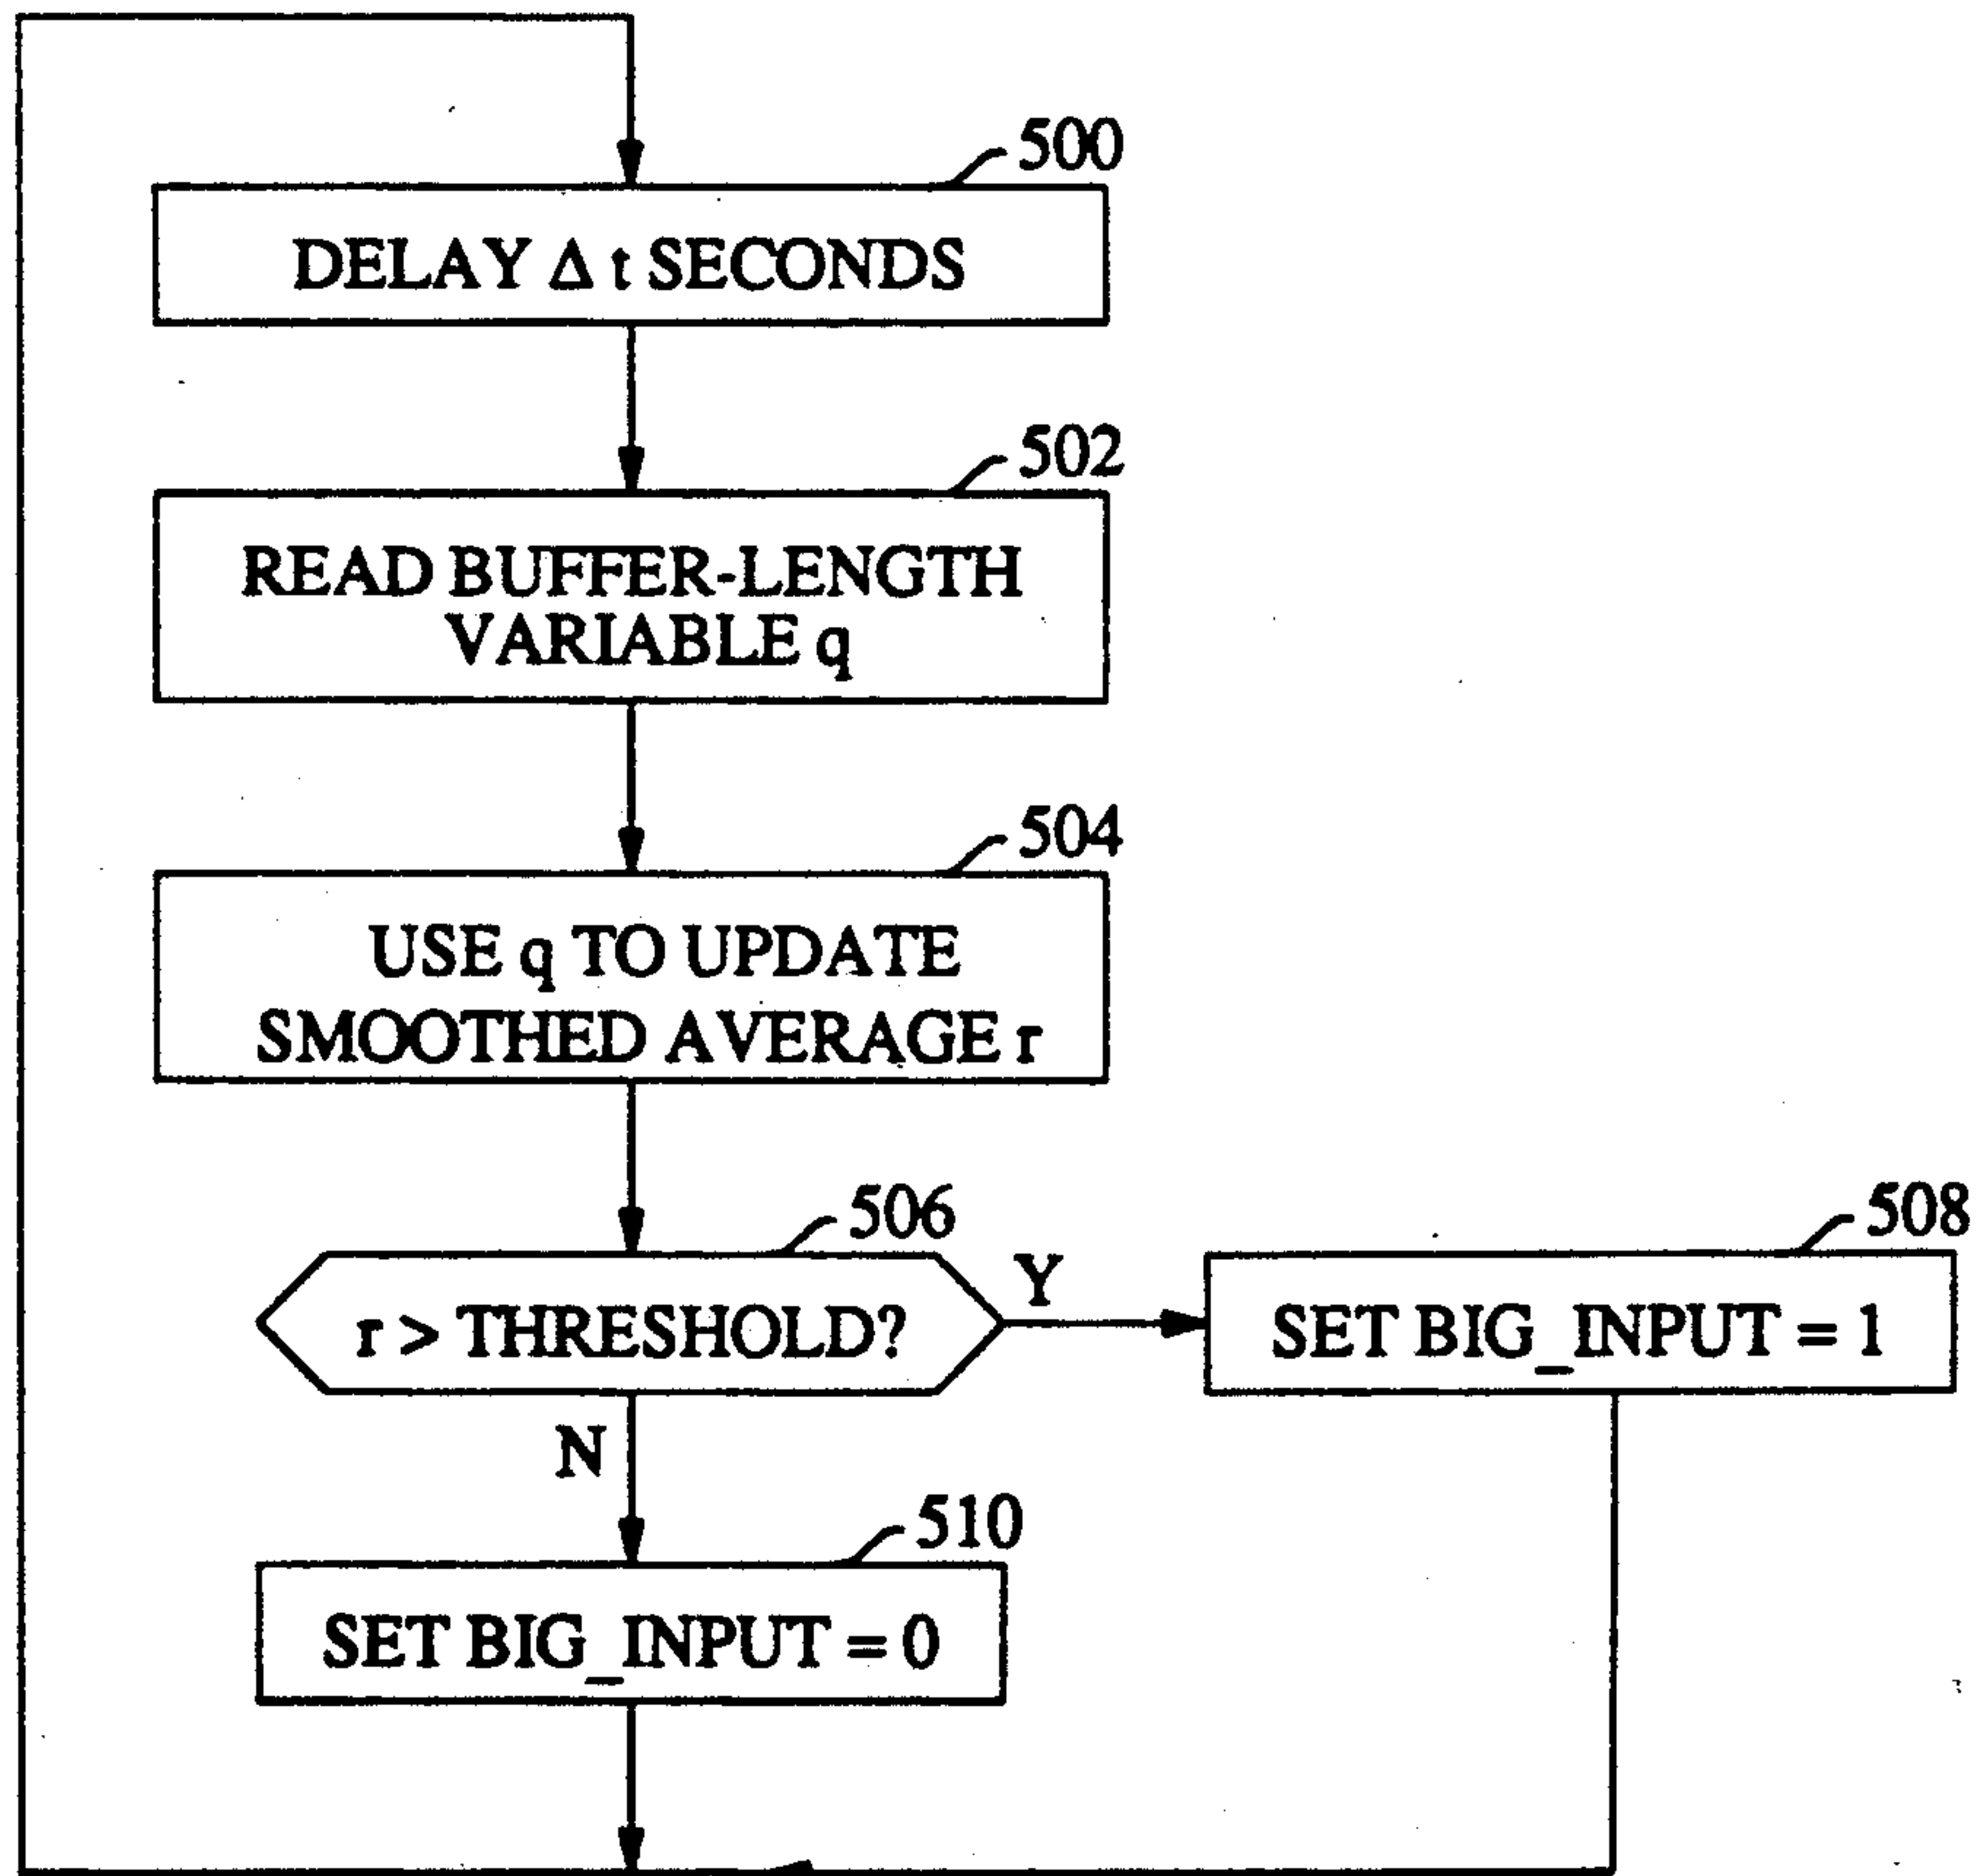 500
DELAY Δ t SECONDS
502
READ BUFFER-LENGTH
VARIABLE q
504
USE q TO UPDATE
SMOOTHED AVERAGE r
506
r > THRESHOLD?
Y
508
SET BIG_INPUT = 1
N
510
SET BIG_INPUT = 0